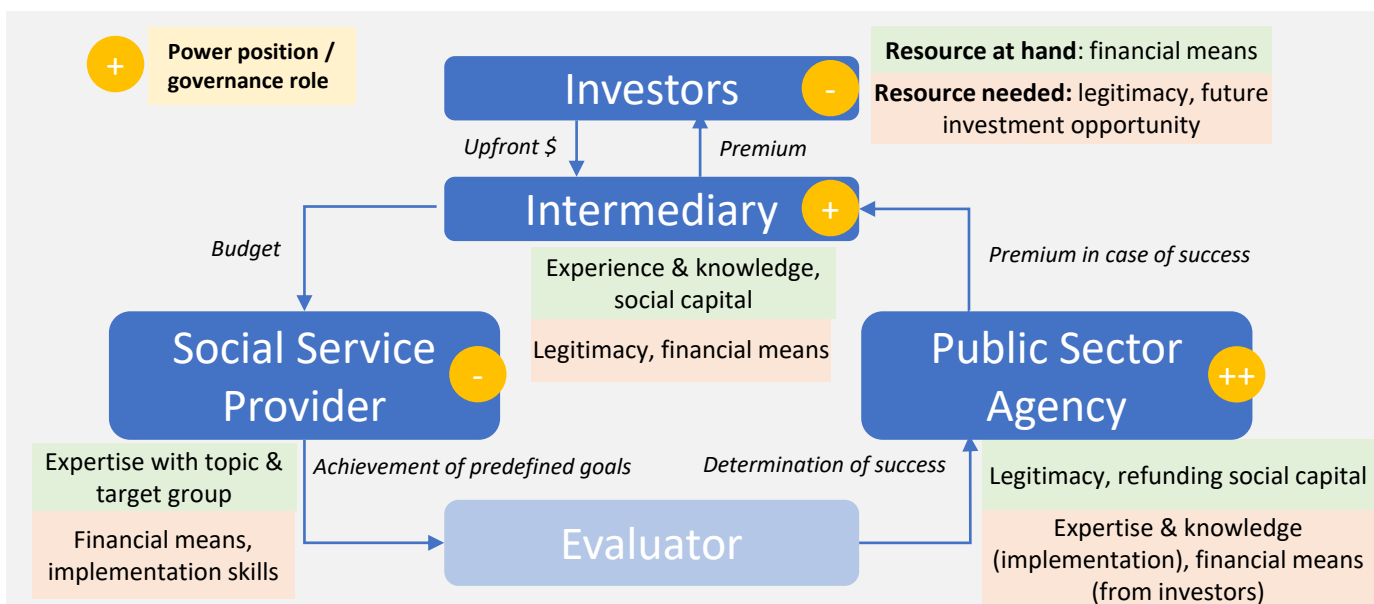 +
Power position /
governance role
Investors
-
Resource at hand: financial means
Resource needed: legitimacy, future
investment opportunity
Upfront $
Premium
Intermediary
+
Budget
Premium in case of success
Experience & knowledge,
social capital
Legitimacy, financial means
Social Service
Provider
-
Public Sector
Agency
++
Expertise with topic &
target group
Financial means,
implementation skills
Achievement of predefined goals
Determination of success
Evaluator
Legitimacy, refunding social capital
Expertise & knowledge
(implementation), financial means
(from investors)